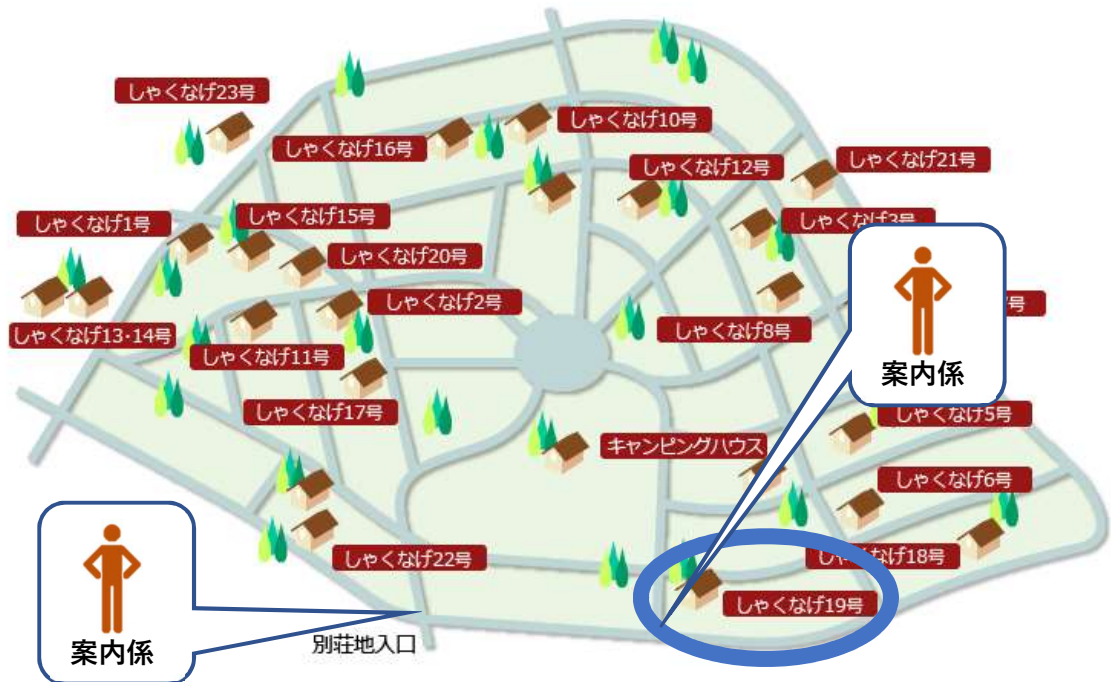 しゃくなげ23号
しゃくなげ16号
しゃくなげ10号
しゃくなげ12号
しゃくなげ21号
しゃくなげ1号
しゃくなげ15号
しゃくなげ3号
しゃくなげ20号
しゃくなげ2号
しゃくなげ13・14号
しゃくなげ11号
しゃくなげ8号
号
案内係
しゃくなげ17号
しゃくなげ5号
キャンピングハウス
しゃくなげ6号
しゃくなげ22号
しゃくなげ18号
しゃくなげ19号
案内係
別荘地入口